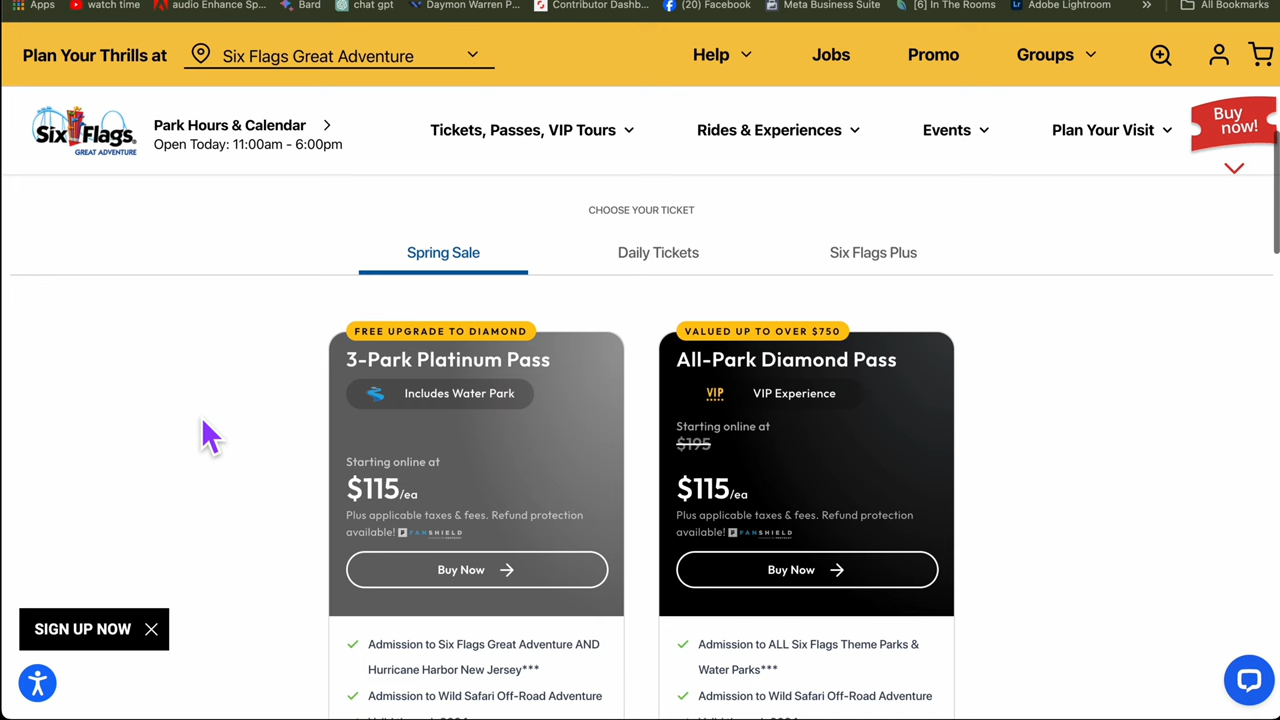 Apps
watch time
audio Enhance Sp...
Bard
chat gpt
Daymon Warren P...
Contributor Dashb...
(2) Facebook
Meta Business Suite
[6] In The Rooms
Adobe Lightroom
»
All Bookmarks
Plan Your Thrills at
Six Flags Great Adventure
Help
Jobs
Promo
Groups
Six Flags
GREAT ADVENTURE
Park Hours & Calendar
Open Today: 11:00am - 6:00pm
Tickets, Passes, VIP Tours
Rides & Experiences
Events
Plan Your Visit
Buy
now!
CHOOSE YOUR TICKET
Spring Sale
Daily Tickets
Six Flags Plus
FREE UPGRADE TO DIAMOND
3-Park Platinum Pass
Includes Water Park
Starting online at
$115/ea
Plus applicable taxes & fees. Refund protection
available! FANSHIELD
Buy Now
Admission to Six Flags Great Adventure AND
Hurricane Harbor New Jersey***
Admission to Wild Safari Off-Road Adventure
VALUED UP TO OVER $750
All-Park Diamond Pass
VIP
VIP Experience
Starting online at
$195
$115/ea
Plus applicable taxes & fees. Refund protection
available! FANSHIELD
Buy Now
Admission to ALL Six Flags Theme Parks &
Water Parks***
Admission to Wild Safari Off-Road Adventure
SIGN UP NOW